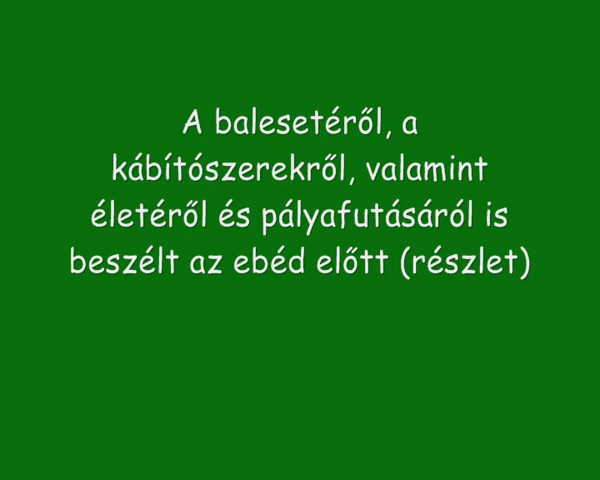 A balesetéről, a
kábítószerekről, valamint
életéről és pályafutásáról is
beszélt az ebéd előtt (részlet)